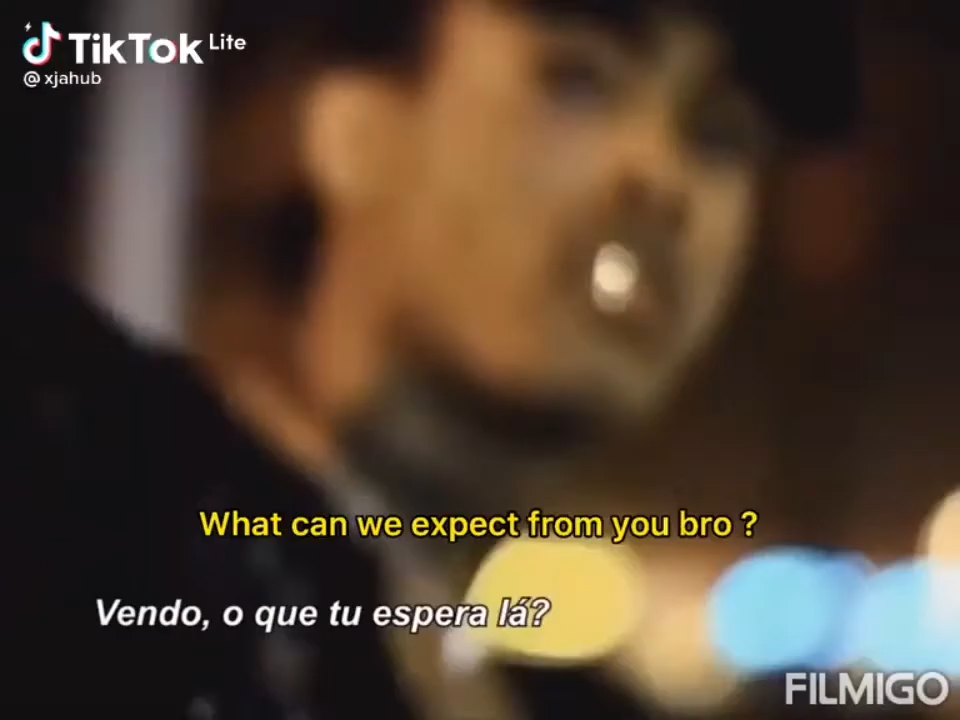 TikTok Lite
@xjahub
What can we expect from you bro ?
Vendo, o que tu espera lá?
FILMIGO